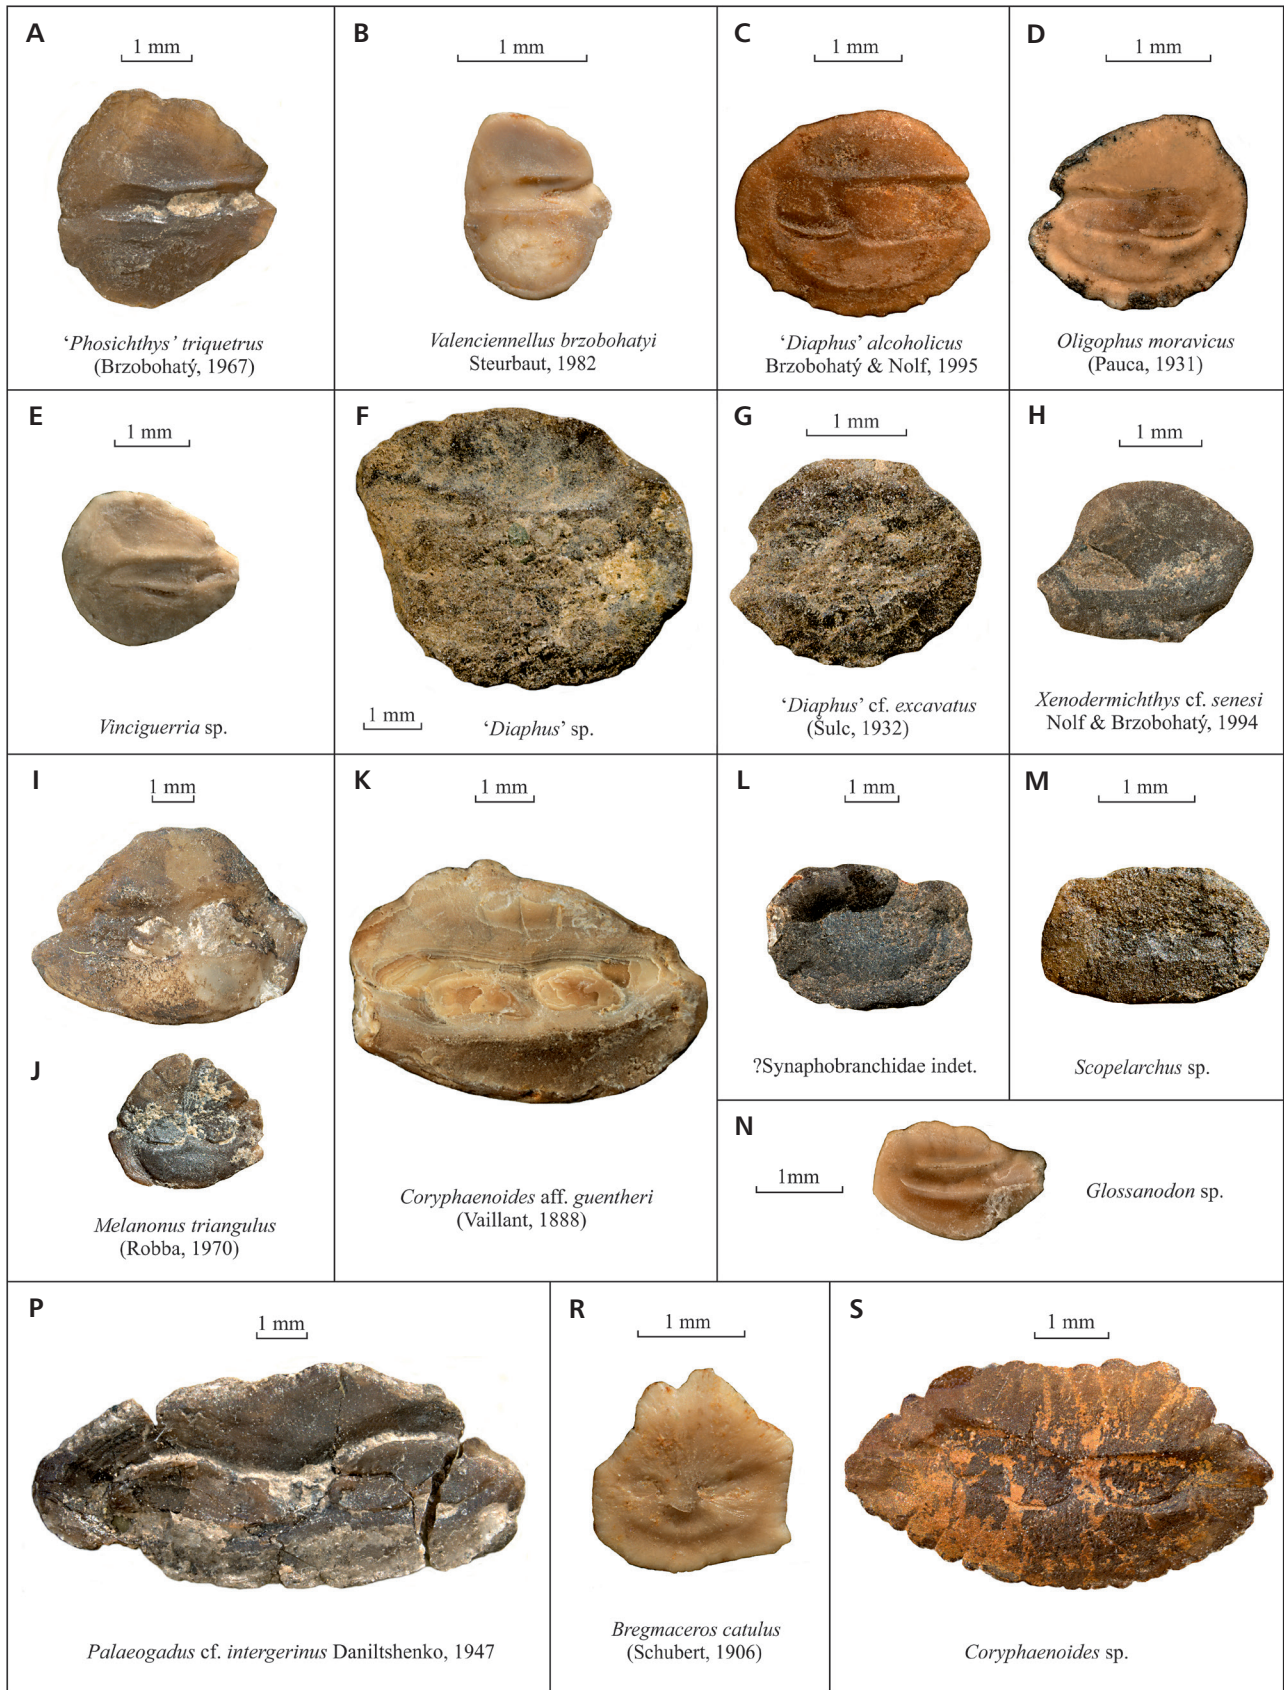 A
1 mm
'Phosichthys' triquetrus
(Brzobohatý, 1967)
B
1 mm
Valenciennellus brzobohatyi
Steurbaut, 1982
C
1 mm
'Diaphus' alcoholicus
Brzobohatý & Nolf, 1995
D
1 mm
Oligophus moravicus
(Pauca, 1931)
E
1 mm
Vinciguerria sp.
F
1 mm
'Diaphus' sp.
G
1 mm
'Diaphus' cf. excavatus
(Šulc, 1932)
H
1 mm
Xenodermichthys cf. senesi
Nolf & Brzobohatý, 1994
I
1 mm
J
Melanonus triangulus
(Robba, 1970)
K
1 mm
Coryphaenoides aff. guentheri
(Vaillant, 1888)
L
1 mm
?Synaphobranchidae indet.
M
1 mm
Scopelarchus sp.
N
1mm
Glossanodon sp.
P
1 mm
Palaeogadus cf. intergerinus Daniltshenko, 1947
R
1 mm
Bregmaceros catulus
(Schubert, 1906)
S
1 mm
Coryphaenoides sp.